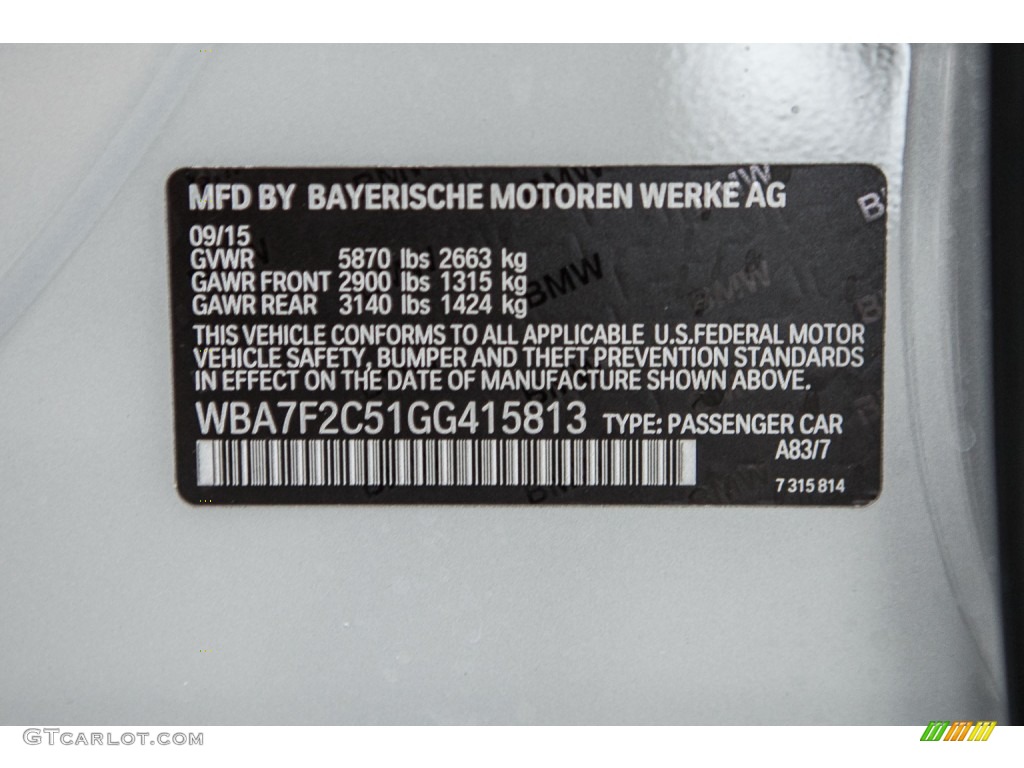 MFD BY BAYERISCHE MOTOREN WERKE AG
09/15
GVWR 5870 lbs 2663 kg
GAWR FRONT 2900 lbs 1315 kg
GAWR REAR 3140 lbs 1424 kg
THIS VEHICLE CONFORMS TO ALL APPLICABLE U.S.FEDERAL MOTOR
VEHICLE SAFETY, BUMPER AND THEFT PREVENTION STANDARDS
IN EFFECT ON THE DATE OF MANUFACTURE SHOWN ABOVE.
WBA7F2C51GG415813 TYPE: PASSENGER CAR
A83/7
7 315 814
GTCARLOT.COM